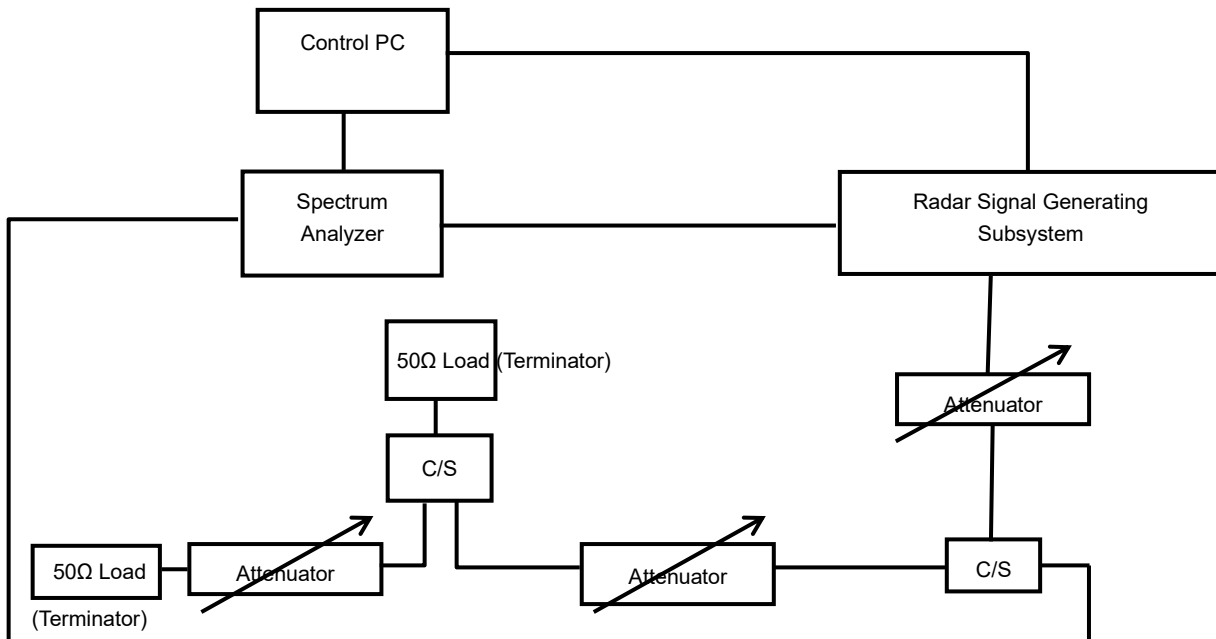 Control PC
Spectrum
Analyzer
Radar Signal Generating
Subsystem
50Ω Load (Terminator)
Attenuator
C/S
50Ω Load
(Terminator)
Attenuator
Attenuator
C/S